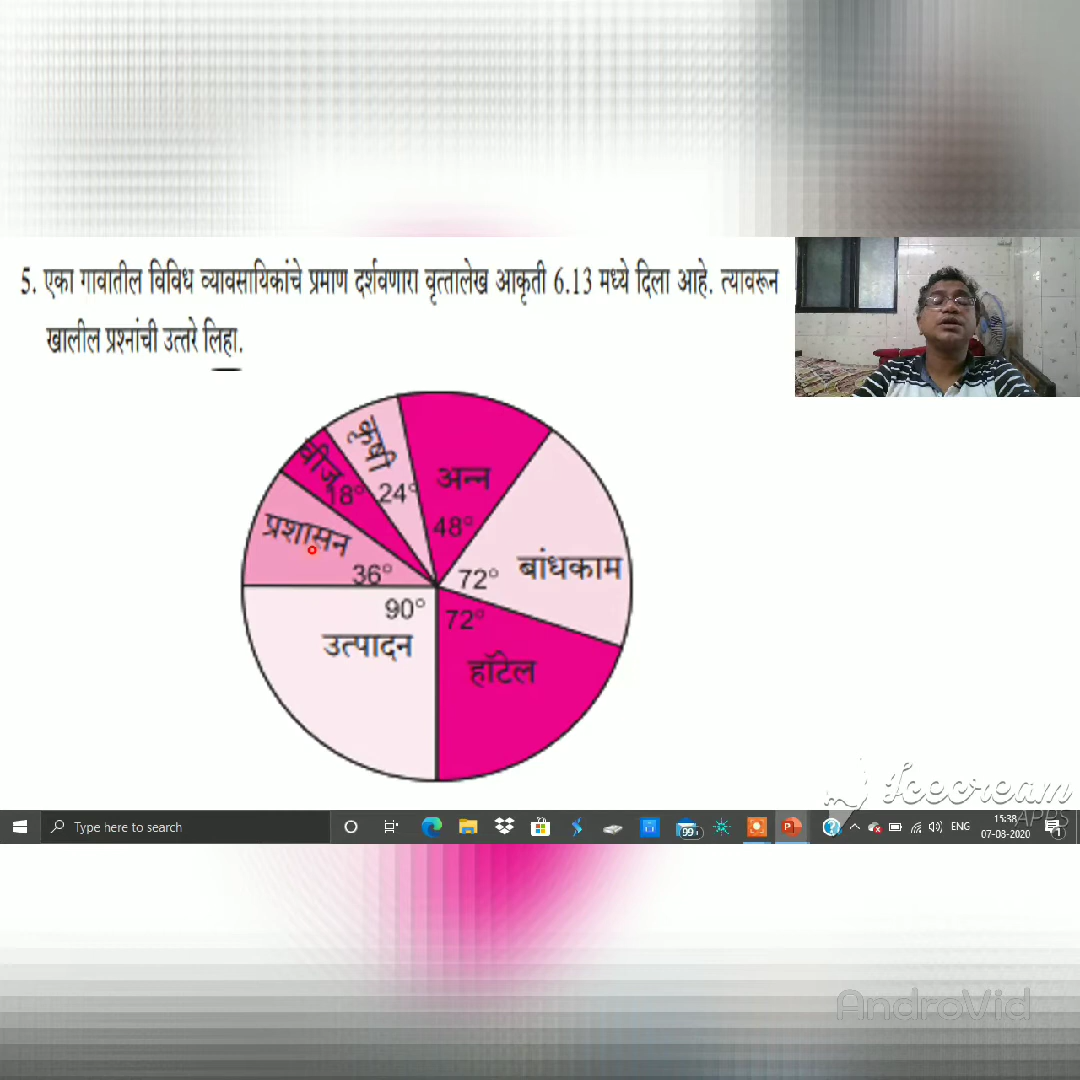 5. एका गावातील विविध व्यावसायिकांचे प्रमाण दर्शवणारा वृत्तालेख आकृती 6.13 मध्ये दिला आहे. त्यावरून
खालील प्रश्नांची उत्तरे लिहा.
कृषी
वीज
अन्न
18°
24°
48°
प्रशासन
बांधकाम
36°
72°
90°
72°
उत्पादन
हॉटेल
Icecream
APPS
Type here to search
99+
ENG
15:38
07-08-2020
1
AndroVid